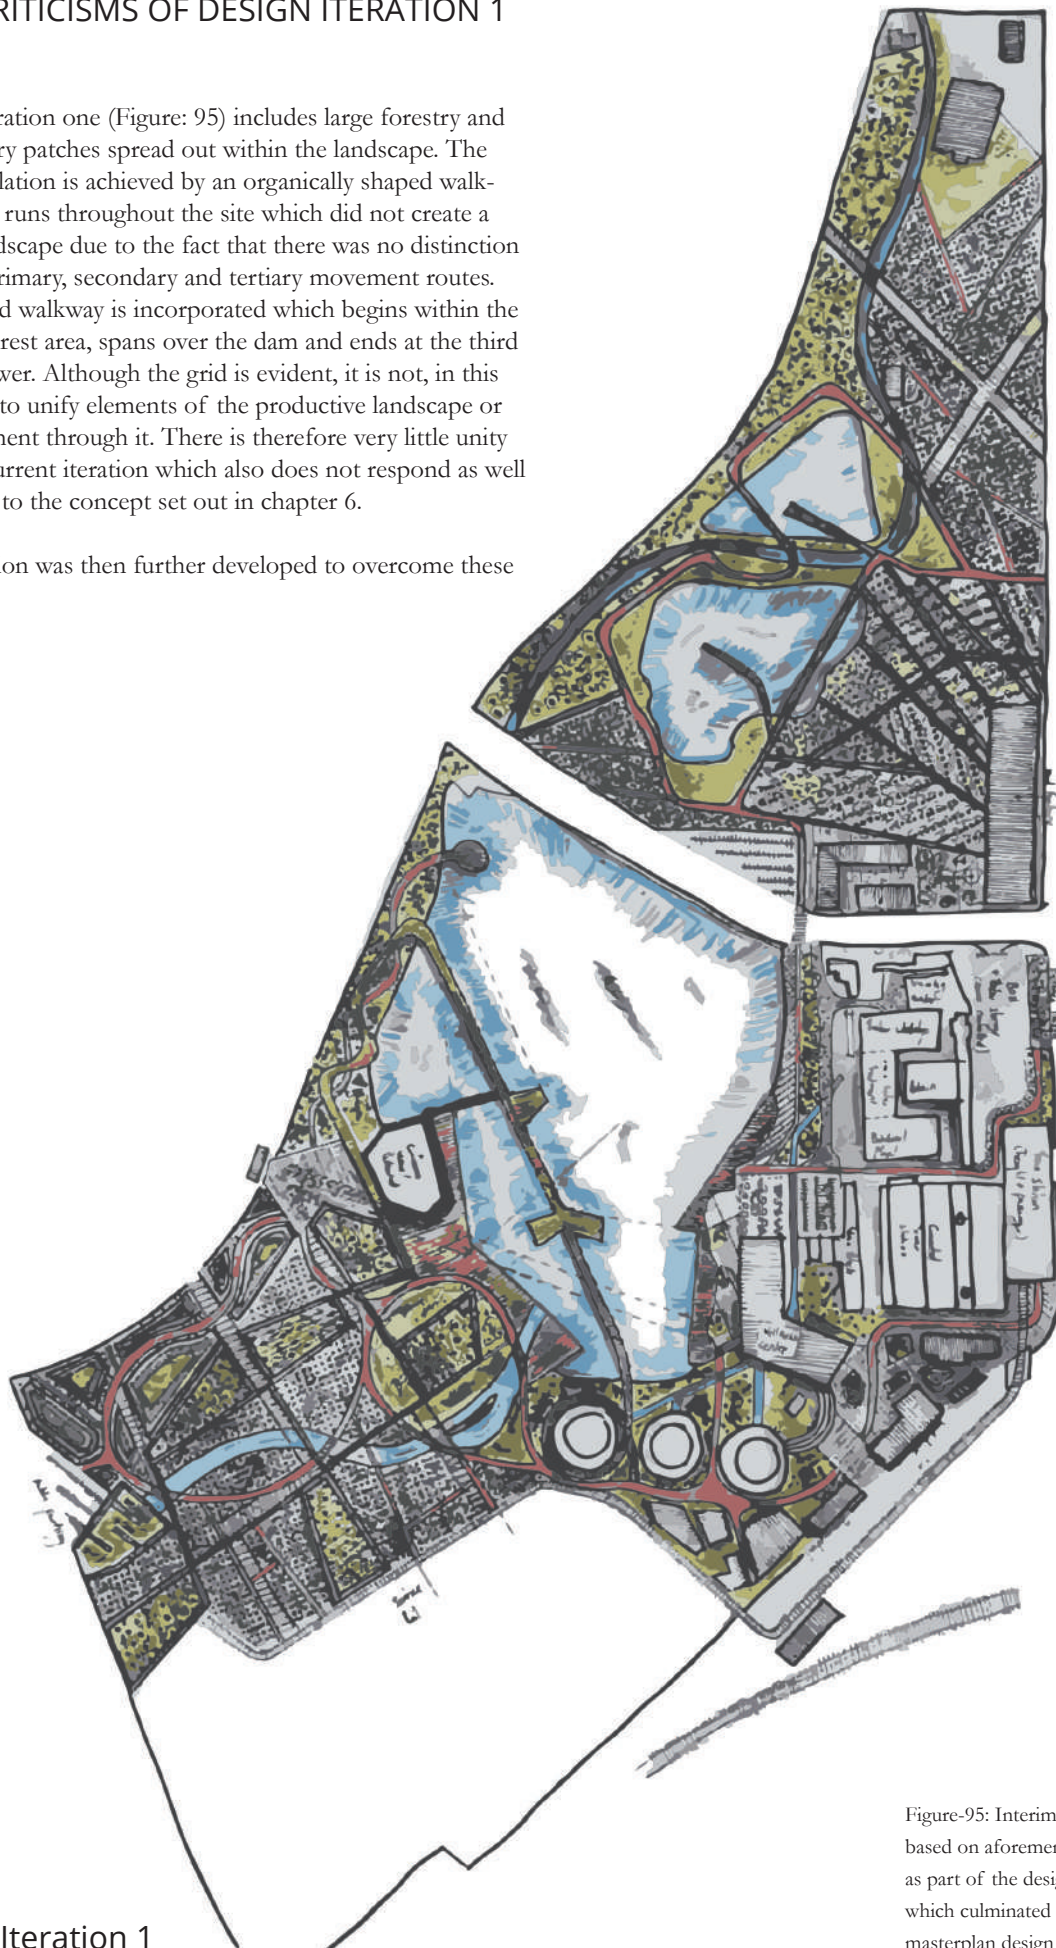 RITICISMS OF DESIGN ITERATION 1
ration one (Figure: 95) includes large forestry and
ry patches spread out within the landscape. The
lation is achieved by an organically shaped walk-
runs throughout the site which did not create a
dscape due to the fact that there was no distinction
rimary, secondary and tertiary movement routes.
d walkway is incorporated which begins within the
rest area, spans over the dam and ends at the third
wer. Although the grid is evident, it is not, in this
to unify elements of the productive landscape or
nent through it. There is therefore very little unity
urrent iteration which also does not respond as well
to the concept set out in chapter 6.
ion was then further developed to overcome these
Centre
Figure-95: Interim
based on aforemen
as part of the desig
which culminated
masterplan design
Iteration 1